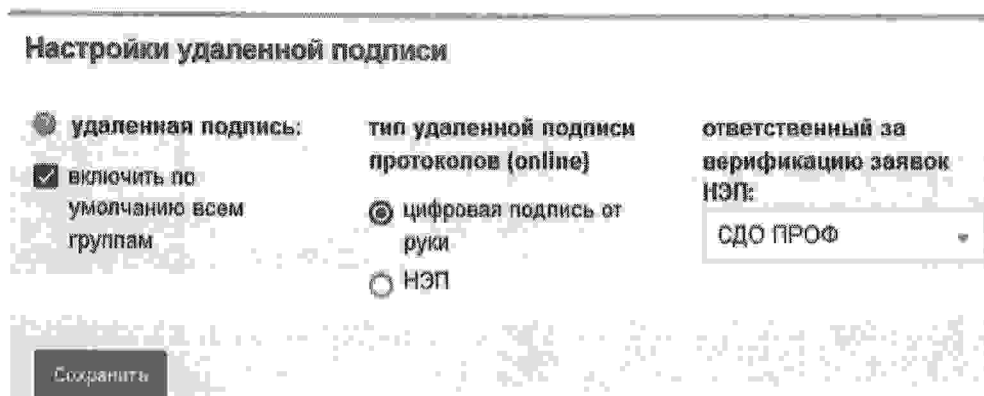 Настройки удаленной подписи
удаленная подпись:
включить по
умолчанию всем
группам
тип удаленной подписи
протоколов (online)
цифровая подпись от
руки
НЭП
ответственный за
верификацию заявок
НЭП:
СДО ПРОФ
Сохранить